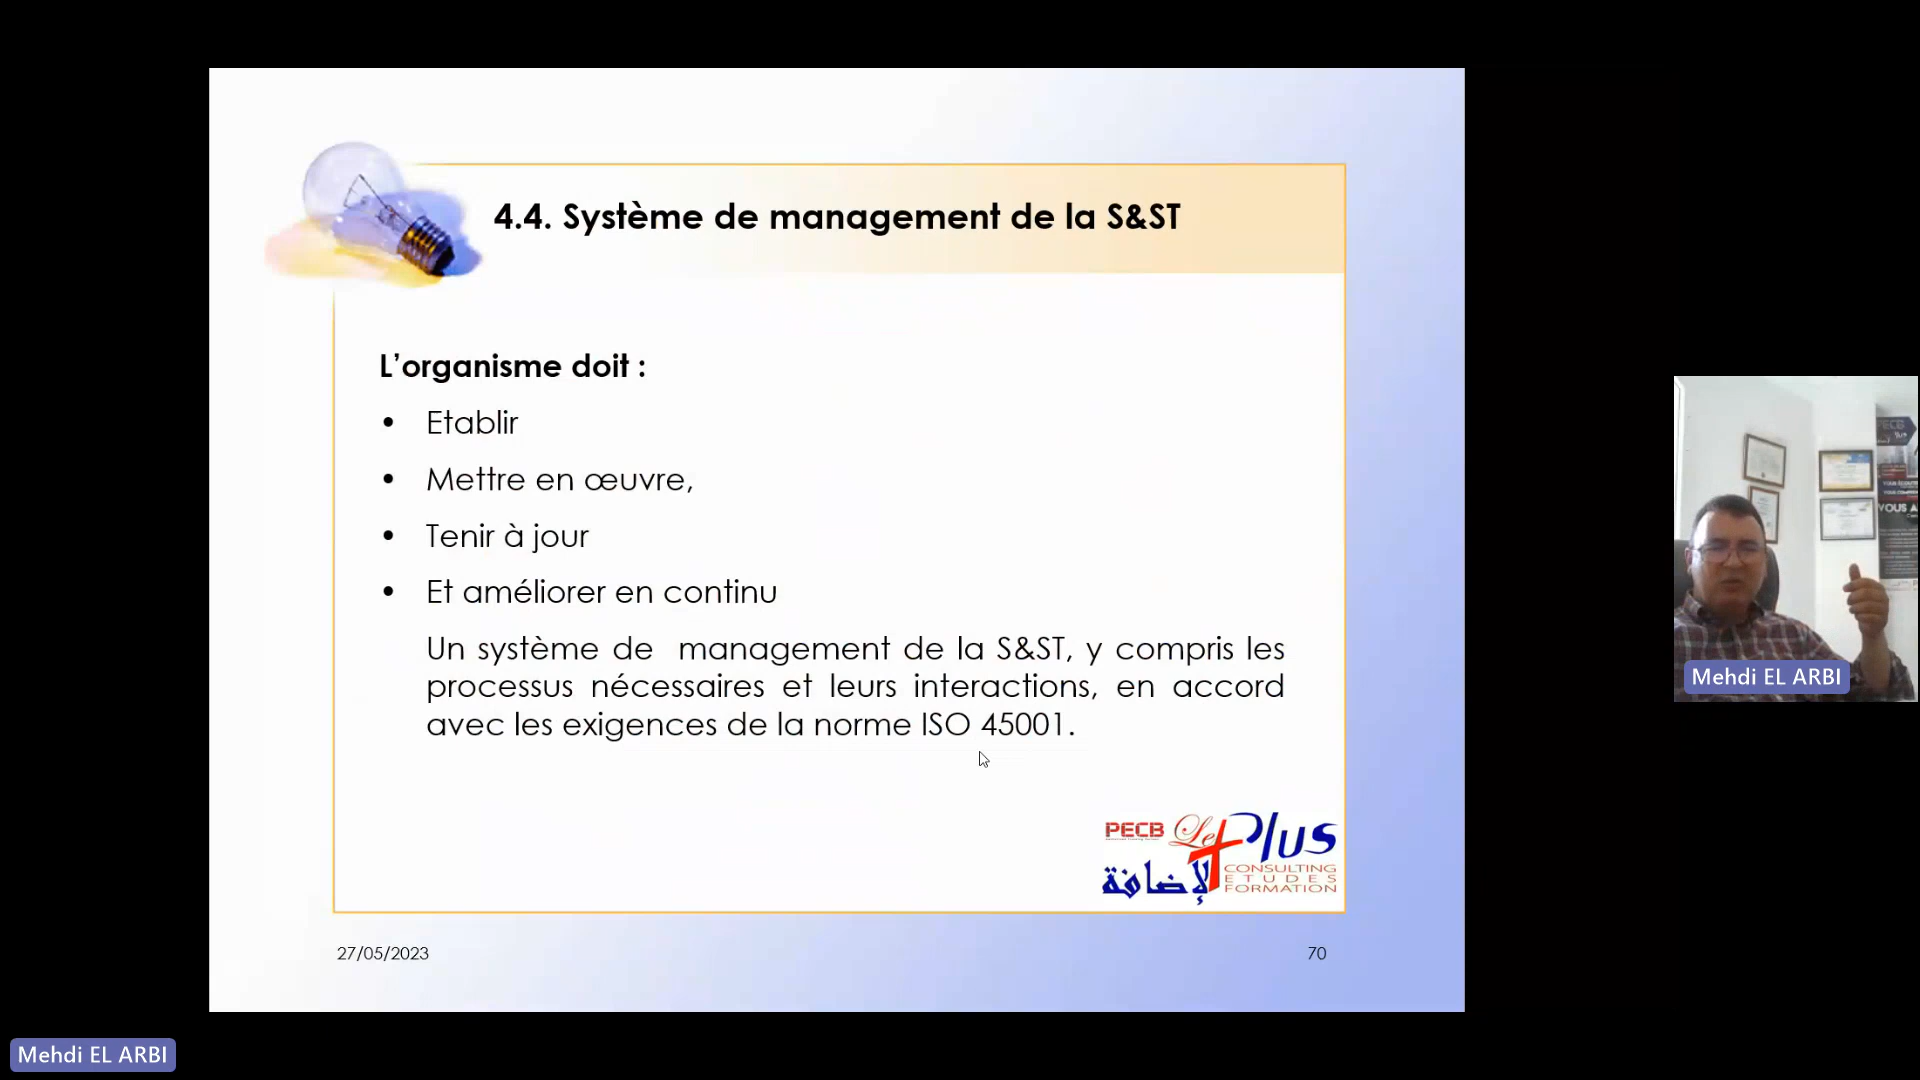 4.4. Système de management de la S&ST
L’organisme doit :
• Etablir
• Mettre en œuvre,
• Tenir à jour
• Et améliorer en continu
Un système de management de la S&ST, y compris les
processus nécessaires et leurs interactions, en accord
avec les exigences de la norme ISO 45001.
PECB Le Plus
الإضافة
CONSULTING
ETUDES
FORMATION
27/05/2023
70
PECB
VOUS A
Mehdi EL ARBI
Mehdi EL ARBI